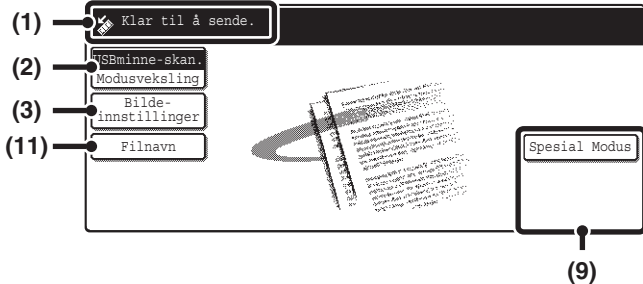 (1)
Klar til å sende.
(2)
USBminne-skan.
Modusveksling
(3)
Bilde-
innstillinger
(11)
Filnavn
Spesial Modus
(9)